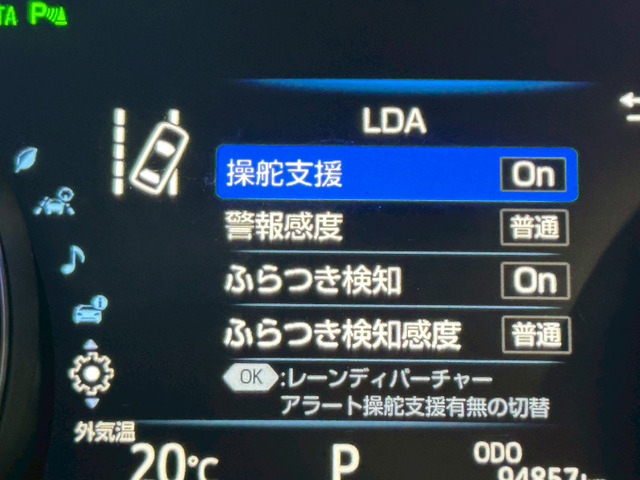 TA P
LDA
操舵支援 On
警報感度 普通
ふらつき検知 On
ふらつき検知感度 普通
OK :レーンディパーチャー
アラート操舵支援有無の切替
外気温
20℃ P ODO
94857km